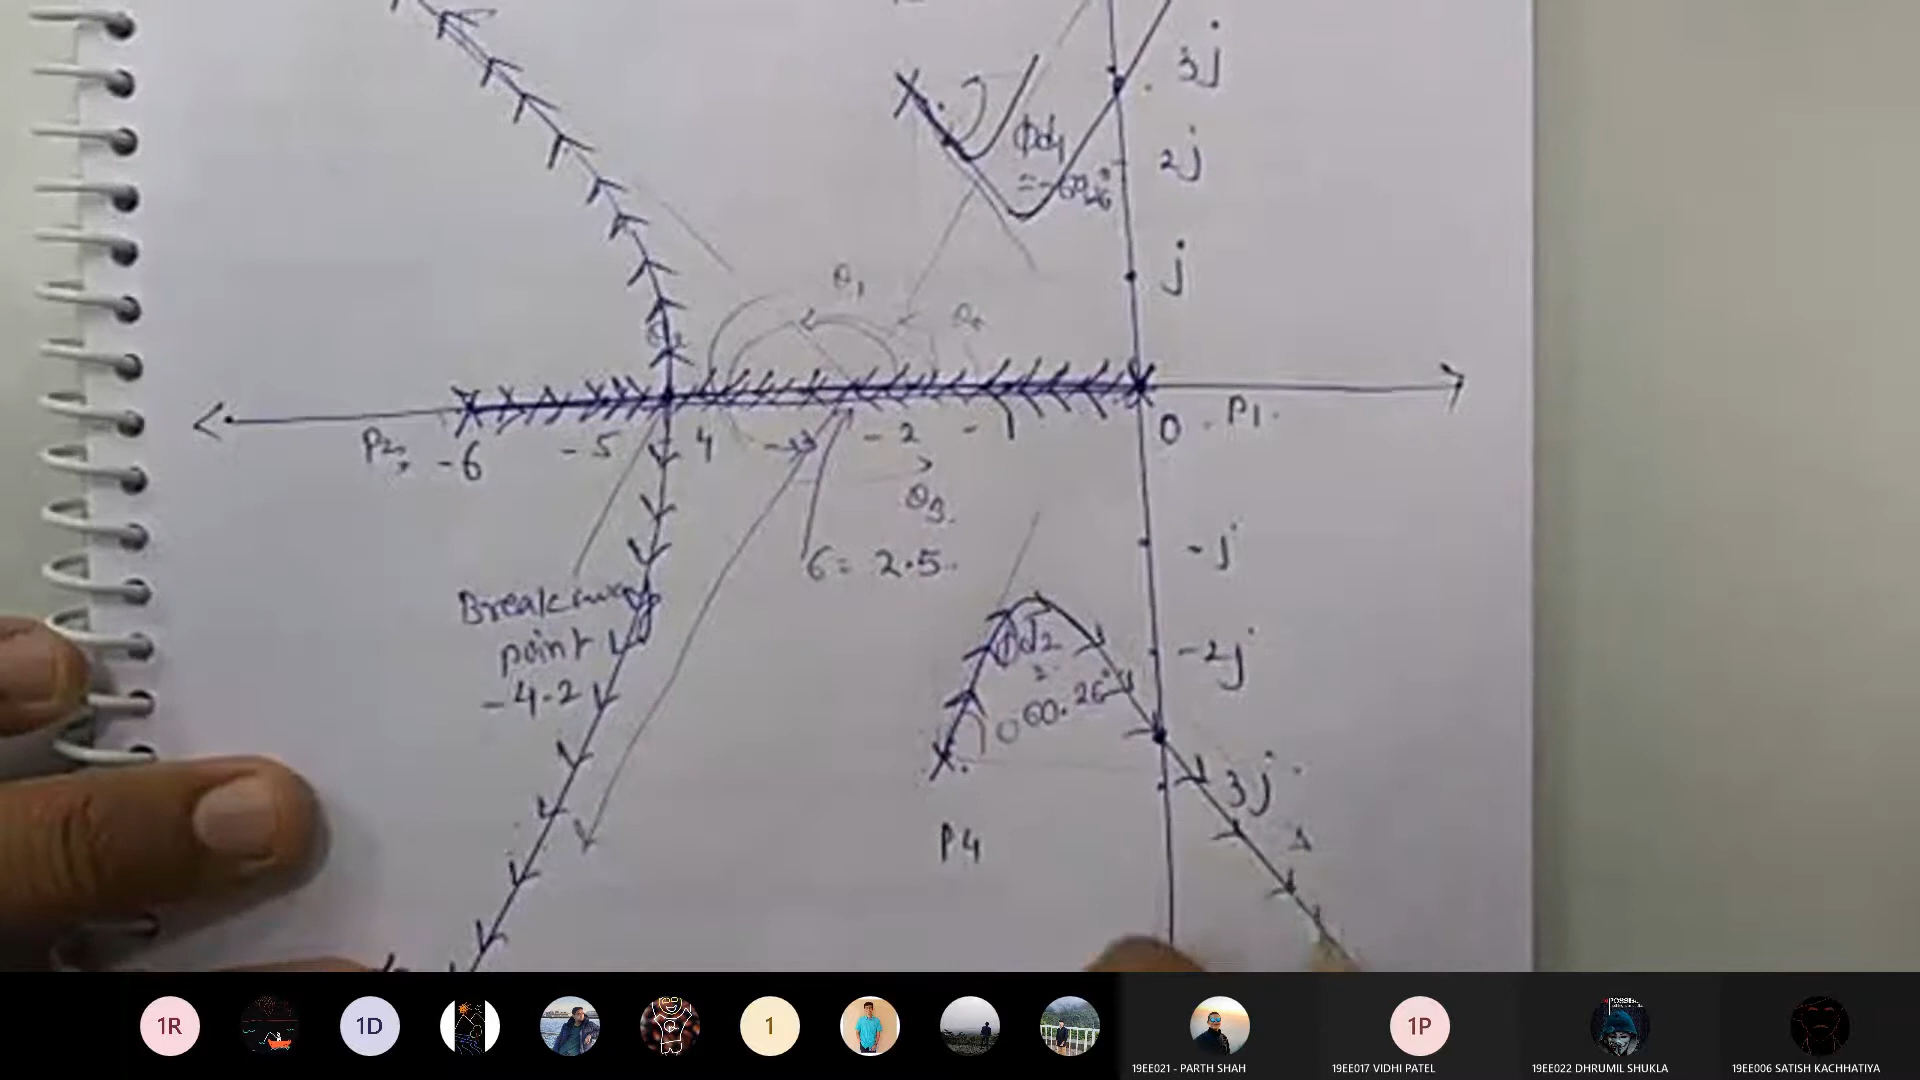 3j
ϕd1
2j
= -60.26°
j
θ1
P2
-6
-5
4
-3
-2
-1
0
P1
θ3
-j
6 = 2.5
Breakaway
point
-4.2
ϕd2
=
60.26°
-2j
3j
P4
1R
1D
1
1P
19EE021 - PARTH SHAH
19EE017 VIDHI PATEL
19EE022 DHRUMIL SHUKLA
19EE006 SATISH KACHHATIYA